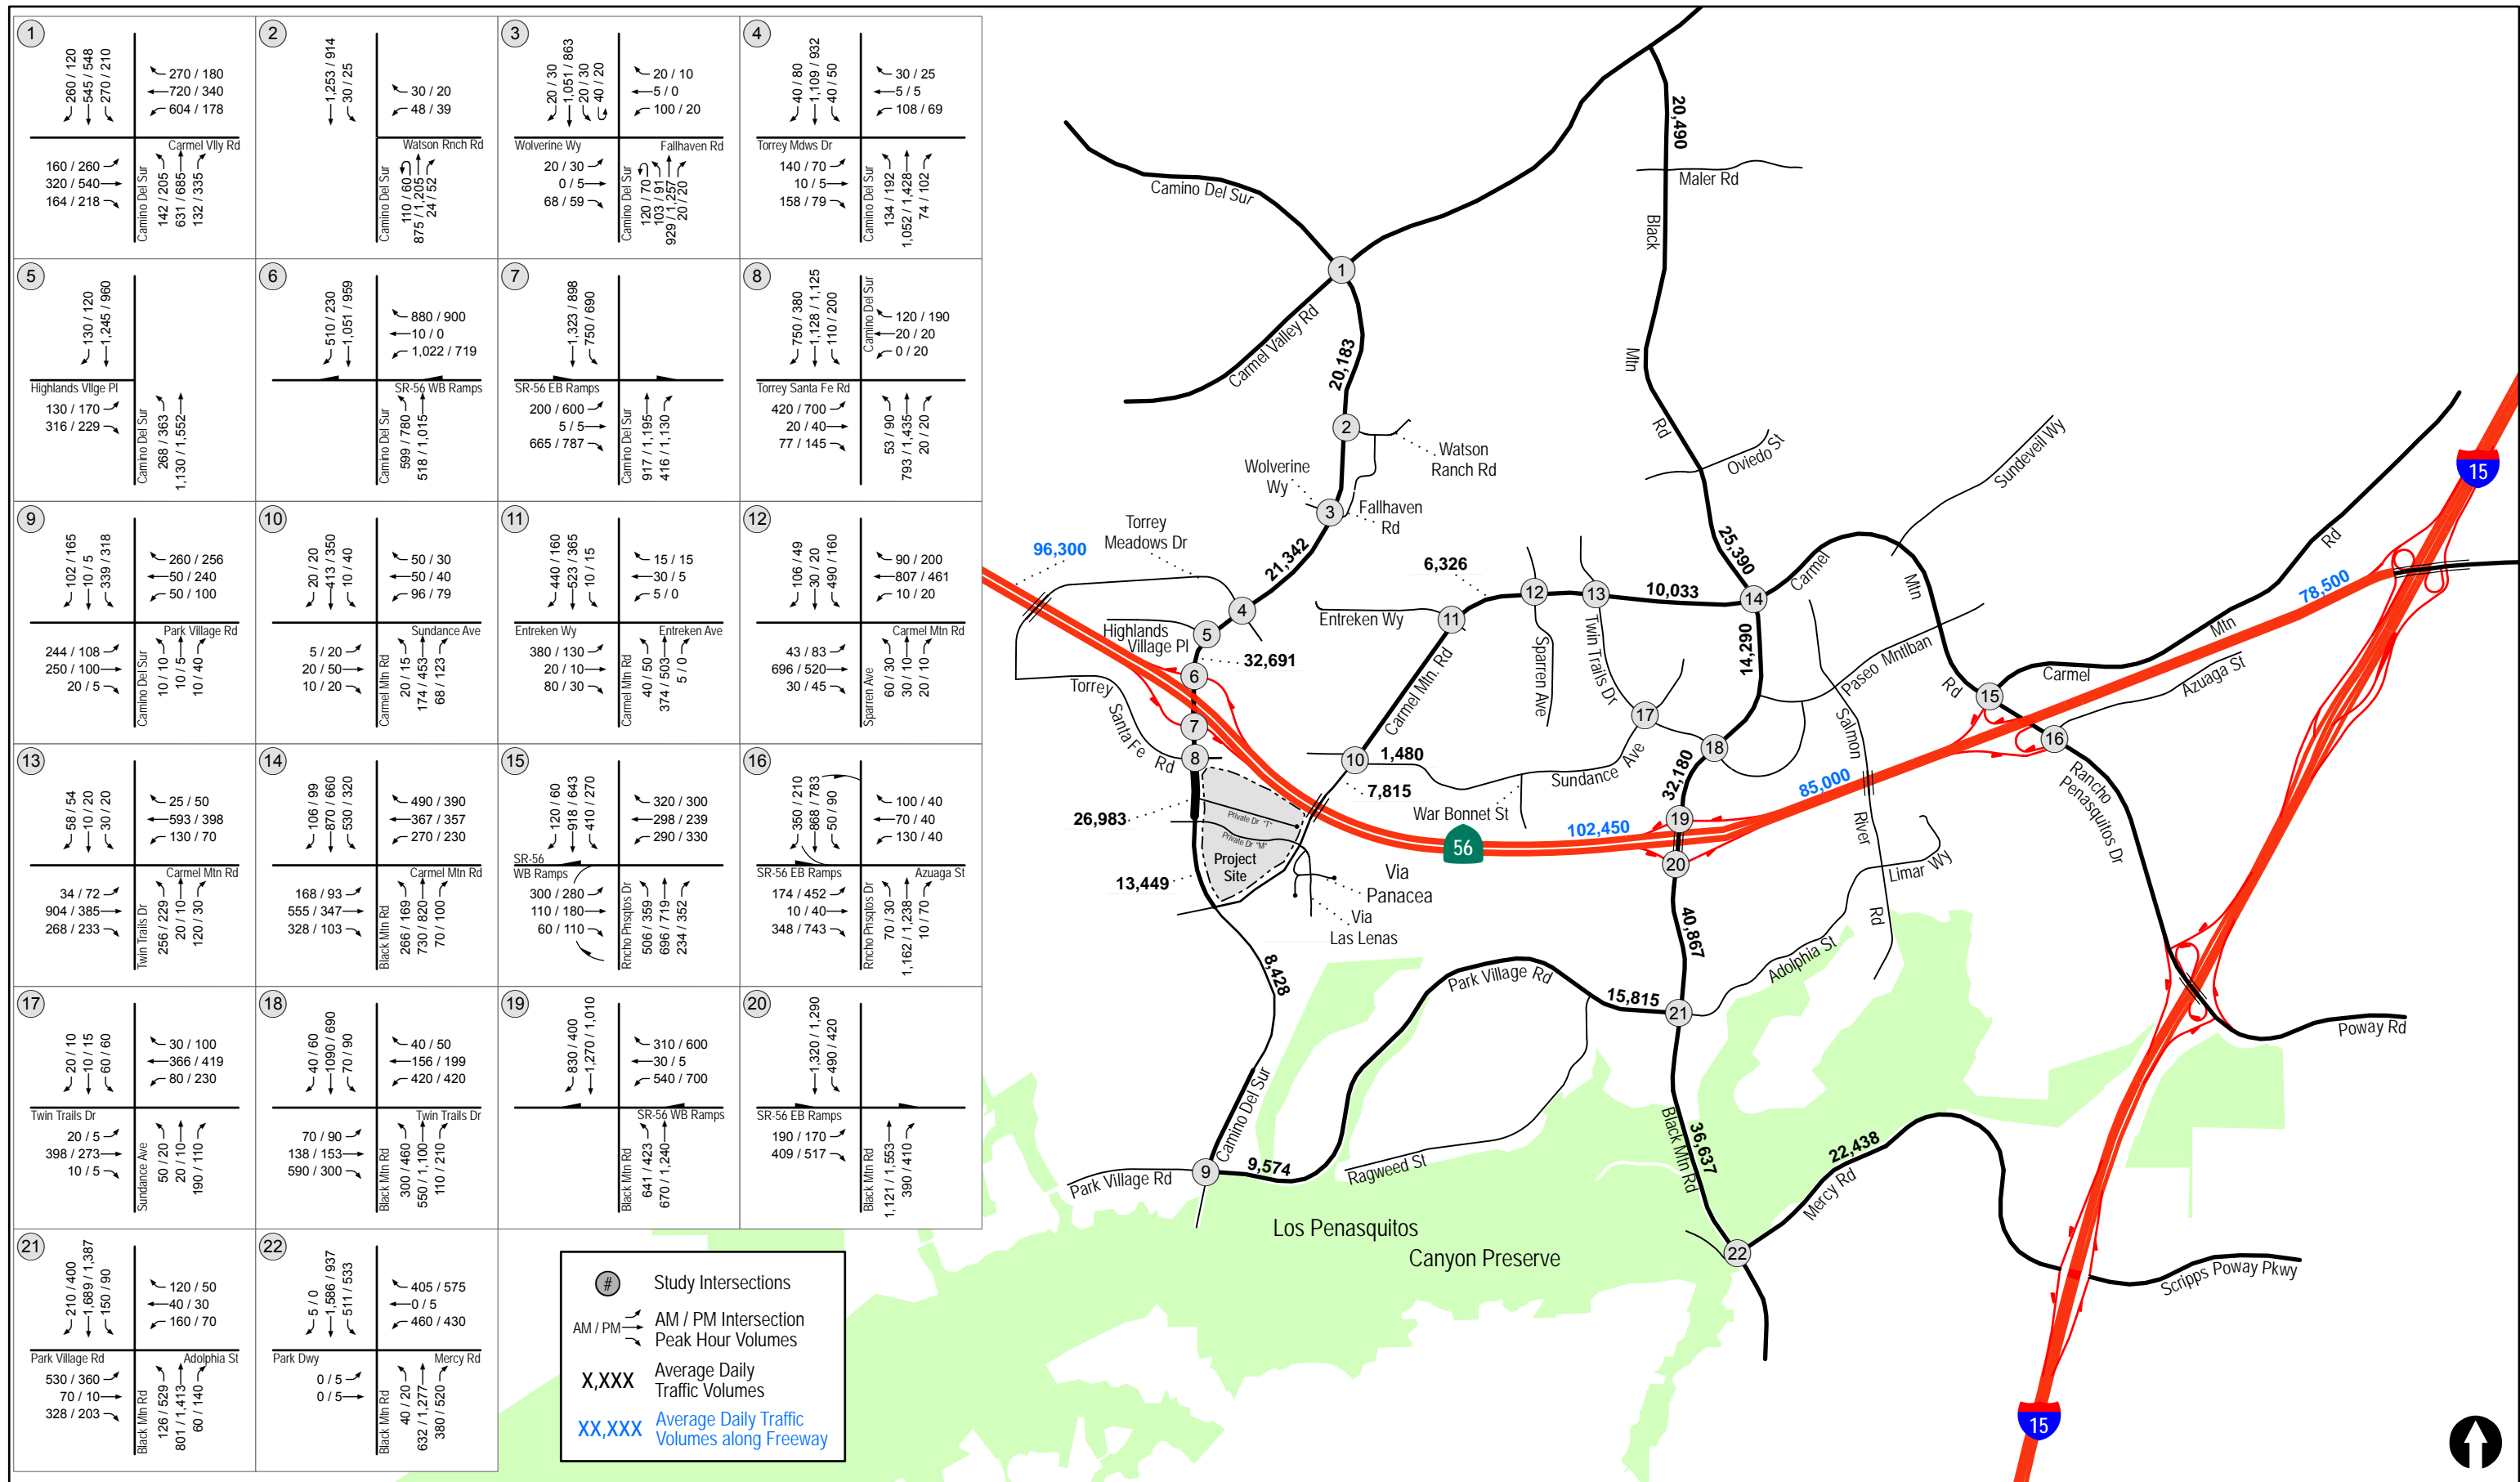 1
260 / 120
545 / 548
270 / 210
270 / 180
720 / 340
604 / 178
Carmel Vlly Rd
160 / 260
320 / 540
164 / 218
Camino Del Sur
142 / 205
631 / 685
132 / 335
2
1,253 / 914
30 / 25
30 / 20
48 / 39
Watson Rnch Rd
Camino Del Sur
110 / 60
875 / 1,205
24 / 52
3
20 / 30
1,051 / 863
20 / 30
40 / 20
20 / 10
5 / 0
100 / 20
Wolverine Wy
Fallhaven Rd
20 / 30
0 / 5
68 / 59
Camino Del Sur
120 / 70
103 / 91
929 / 1,257
20 / 20
4
40 / 80
1,109 / 932
40 / 50
30 / 25
5 / 5
108 / 69
Torrey Mdws Dr
140 / 70
10 / 5
158 / 79
Camino Del Sur
134 / 192
1,052 / 1,428
74 / 102
5
130 / 120
1,245 / 960
Highlands Vllge Pl
130 / 170
316 / 229
Camino Del Sur
268 / 363
1,130 / 1,552
6
510 / 230
1,051 / 959
880 / 900
10 / 0
1,022 / 719
SR-56 WB Ramps
Camino Del Sur
599 / 780
518 / 1,015
7
1,323 / 898
750 / 690
SR-56 EB Ramps
200 / 600
5 / 5
665 / 787
Camino Del Sur
917 / 1,195
416 / 1,130
8
750 / 380
1,128 / 1,125
110 / 200
Camino Del Sur
120 / 190
20 / 20
0 / 20
Torrey Santa Fe Rd
420 / 700
20 / 40
77 / 145
53 / 90
793 / 1,435
20 / 20
9
102 / 165
10 / 5
339 / 318
260 / 256
50 / 240
50 / 100
Park Village Rd
244 / 108
250 / 100
20 / 5
Camino Del Sur
10 / 10
10 / 5
10 / 40
10
20 / 20
413 / 350
10 / 40
50 / 30
50 / 40
96 / 79
Sundance Ave
5 / 20
20 / 50
10 / 20
Carmel Mtn Rd
20 / 15
174 / 453
68 / 123
11
440 / 160
523 / 365
10 / 15
15 / 15
30 / 5
5 / 0
Entreken Wy
Entreken Ave
380 / 130
20 / 10
80 / 30
Carmel Mtn Rd
40 / 50
374 / 503
5 / 0
12
106 / 49
30 / 20
490 / 160
90 / 200
807 / 461
10 / 20
Carmel Mtn Rd
43 / 83
696 / 520
30 / 45
Sparren Ave
60 / 30
30 / 10
20 / 10
13
58 / 54
10 / 20
30 / 20
25 / 50
593 / 398
130 / 70
Carmel Mtn Rd
34 / 72
904 / 385
268 / 233
Twin Trails Dr
256 / 229
20 / 10
120 / 30
14
106 / 99
870 / 660
530 / 320
490 / 390
367 / 357
270 / 230
Carmel Mtn Rd
168 / 93
555 / 347
328 / 103
Black Mtn Rd
266 / 169
730 / 820
70 / 100
15
120 / 60
918 / 643
410 / 270
320 / 300
298 / 239
290 / 330
SR-56
WB Ramps
300 / 280
110 / 180
60 / 110
Rncho Pnsqtos Dr
506 / 359
696 / 719
234 / 352
16
350 / 210
868 / 783
50 / 90
100 / 40
70 / 40
130 / 40
SR-56 EB Ramps
Azuaga St
174 / 452
10 / 40
348 / 743
Rncho Pnsqtos Dr
70 / 30
1,162 / 1,238
10 / 70
17
20 / 10
10 / 15
60 / 60
30 / 100
366 / 419
80 / 230
Twin Trails Dr
20 / 5
398 / 273
10 / 5
Sundance Ave
50 / 20
20 / 10
190 / 110
18
40 / 60
1090 / 690
70 / 90
40 / 50
156 / 199
420 / 420
Twin Trails Dr
70 / 90
138 / 153
590 / 300
Black Mtn Rd
300 / 460
550 / 1,100
110 / 210
19
830 / 400
1,270 / 1,010
310 / 600
30 / 5
540 / 700
SR-56 WB Ramps
Black Mtn Rd
641 / 423
670 / 1,240
20
1,320 / 1,290
490 / 420
SR-56 EB Ramps
190 / 170
409 / 517
Black Mtn Rd
1,121 / 1,553
390 / 410
21
210 / 400
1,689 / 1,387
150 / 90
120 / 50
40 / 30
160 / 70
Park Village Rd
Adolphia St
530 / 360
70 / 10
328 / 203
Black Mtn Rd
126 / 529
801 / 1,413
60 / 140
22
5 / 0
1,586 / 937
511 / 533
405 / 575
0 / 5
460 / 430
Park Dwy
Mercy Rd
0 / 5
0 / 5
Black Mtn Rd
40 / 20
632 / 1,277
380 / 520
# Study Intersections
AM / PM
AM / PM Intersection
Peak Hour Volumes
X,XXX
Average Daily
Traffic Volumes
XX,XXX
Average Daily Traffic
Volumes along Freeway
20,490
Maler Rd
Camino Del Sur
Black
Mtn
Rd
1
Carmel Valley Rd
20,183
2
Watson
Ranch Rd
Oviedo St
Sundeveil Wy
15
Wolverine
Wy
3
Fallhaven
Rd
Torrey
Meadows Dr
96,300
21,342
25,390
Carmel
Mtn
Rd
Rd
Mtn
Carmel
78,500
6,326
12
13
10,033
14
4
5
Highlands
Village Pl
Entreken Wy
11
32,691
6
Carmel Mtn. Rd
Sparren Ave
Twin Trails Dr
14,290
Paseo Mntlban
Azuaga St
15
16
Torrey
Santa Fe
Rd
7
8
17
18
Salmon
River
Rd
10
1,480
Sundance
Ave
32,180
7,815
85,000
War Bonnet St
Rancho
Penasquitos Dr
26,983
Private Dr "T"
Private Dr "M"
Project
Site
56
102,450
19
20
13,449
Via
Panacea
Via
Las Lenas
Limar Wy
40,867
Adolphia St
8,428
Park Village Rd
15,815
21
Poway Rd
Camino Del Sur
Black Mtn Rd
36,637
22,438
Mercy Rd
9
9,574
Park Village Rd
Ragweed St
Los Penasquitos
Canyon Preserve
22
Scripps Poway Pkwy
15